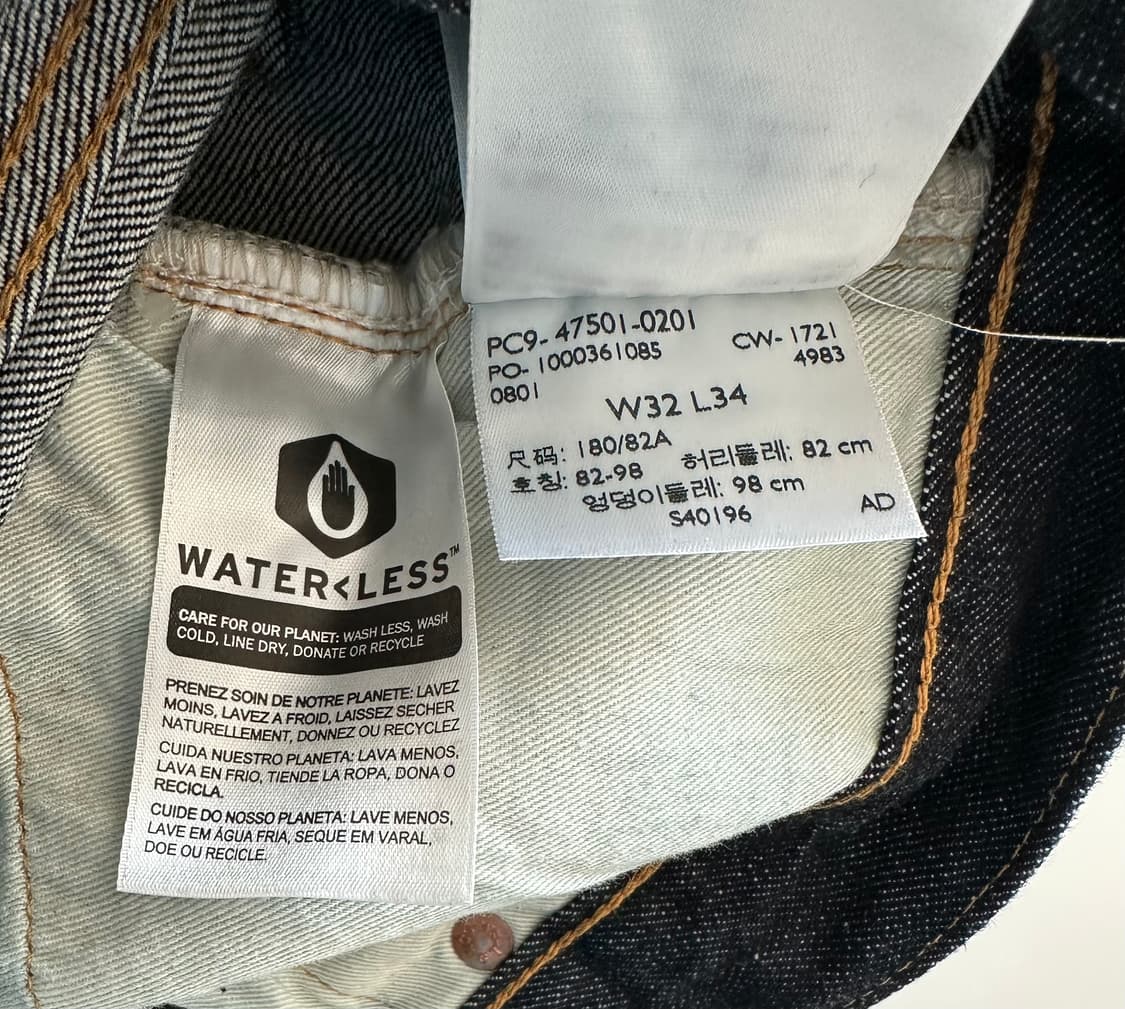 WATER<LESS™
CARE FOR OUR PLANET: WASH LESS, WASH
COLD, LINE DRY, DONATE OR RECYCLE
PRENEZ SOIN DE NOTRE PLANETE: LAVEZ
MOINS, LAVEZ A FROID, LAISSEZ SECHER
NATURELLEMENT, DONNEZ OU RECYCLEZ
CUIDA NUESTRO PLANETA: LAVA MENOS,
LAVA EN FRIO, TIENDE LA ROPA, DONA O
RECICLA.
CUIDE DO NOSSO PLANETA: LAVE MENOS,
LAVE EM ÁGUA FRIA, SEQUE EM VARAL,
DOE OU RECICLE.
PC9- 47501-0201
PO- 1000361085 CW- 1721
0801 4983
W32 L34
尺码: 180/82A
호칭: 82-98 허리둘레: 82 cm
엉덩이둘레: 98 cm
S40196 AD